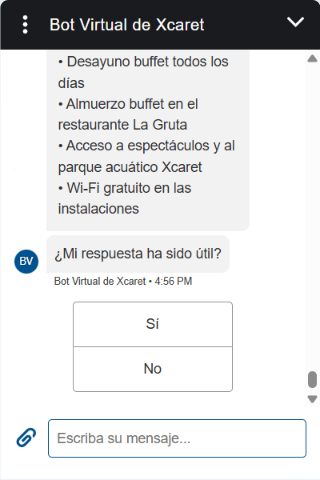 Bot Virtual de Xcaret
• Desayuno buffet todos los
días
• Almuerzo buffet en el
restaurante La Gruta
• Acceso a espectáculos y al
parque acuático Xcaret
• Wi-Fi gratuito en las
instalaciones
¿Mi respuesta ha sido útil?
BV
Bot Virtual de Xcaret • 4:56 PM
Sí
No
Escriba su mensaje...